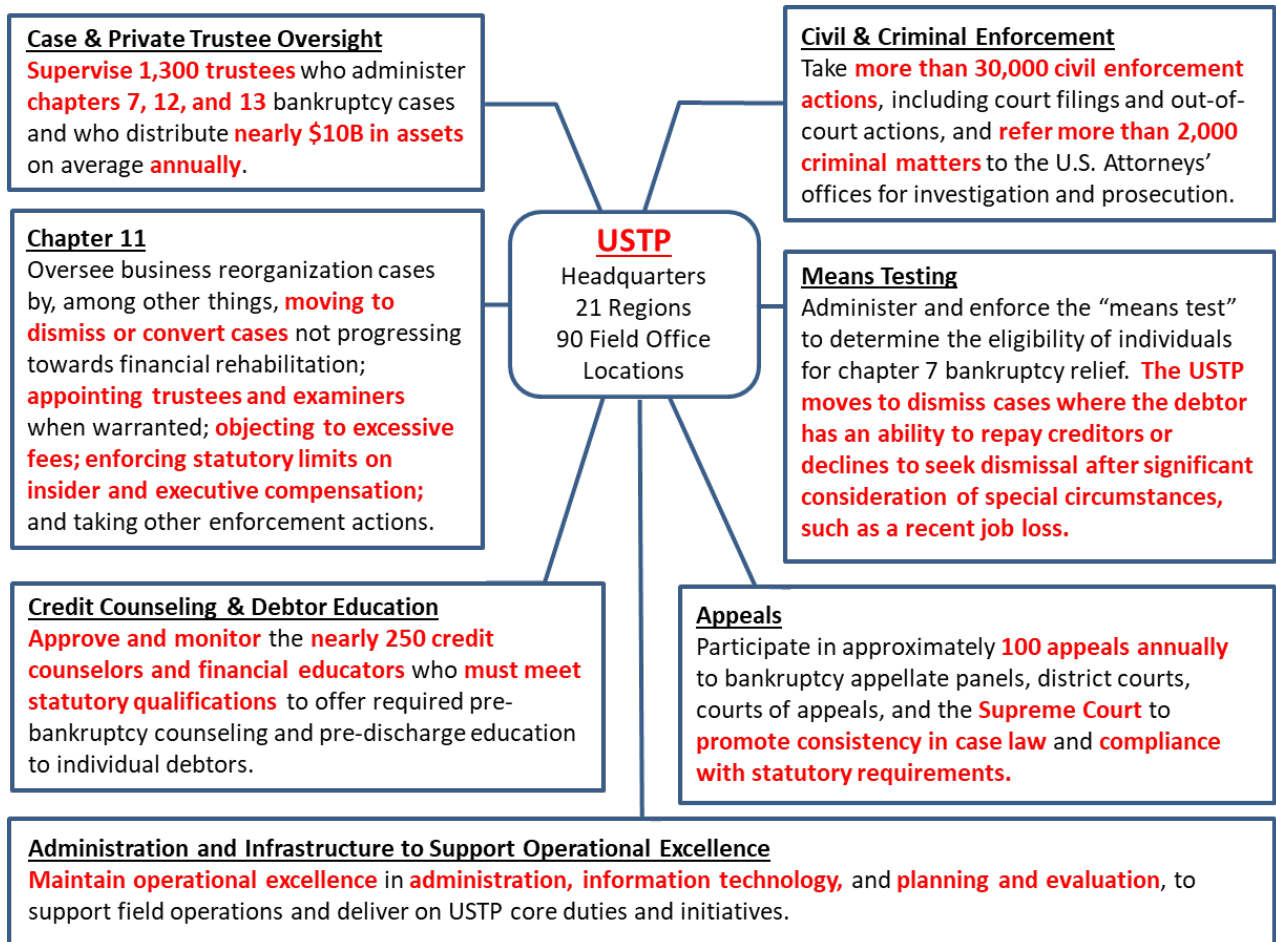 Case & Private Trustee Oversight
Supervise 1,300 trustees who administer
chapters 7, 12, and 13 bankruptcy cases
and who distribute nearly $10B in assets
on average annually.
Civil & Criminal Enforcement
Take more than 30,000 civil enforcement
actions, including court filings and out-of-
court actions, and refer more than 2,000
criminal matters to the U.S. Attorneys’
offices for investigation and prosecution.
Chapter 11
Oversee business reorganization cases
by, among other things, moving to
dismiss or convert cases not progressing
towards financial rehabilitation;
appointing trustees and examiners
when warranted; objecting to excessive
fees; enforcing statutory limits on
insider and executive compensation;
and taking other enforcement actions.
USTP
Headquarters
21 Regions
90 Field Office
Locations
Means Testing
Administer and enforce the “means test”
to determine the eligibility of individuals
for chapter 7 bankruptcy relief. The USTP
moves to dismiss cases where the debtor
has an ability to repay creditors or
declines to seek dismissal after significant
consideration of special circumstances,
such as a recent job loss.
Credit Counseling & Debtor Education
Approve and monitor the nearly 250 credit
counselors and financial educators who must meet
statutory qualifications to offer required pre-
bankruptcy counseling and pre-discharge education
to individual debtors.
Appeals
Participate in approximately 100 appeals annually
to bankruptcy appellate panels, district courts,
courts of appeals, and the Supreme Court to
promote consistency in case law and compliance
with statutory requirements.
Administration and Infrastructure to Support Operational Excellence
Maintain operational excellence in administration, information technology, and planning and evaluation, to
support field operations and deliver on USTP core duties and initiatives.